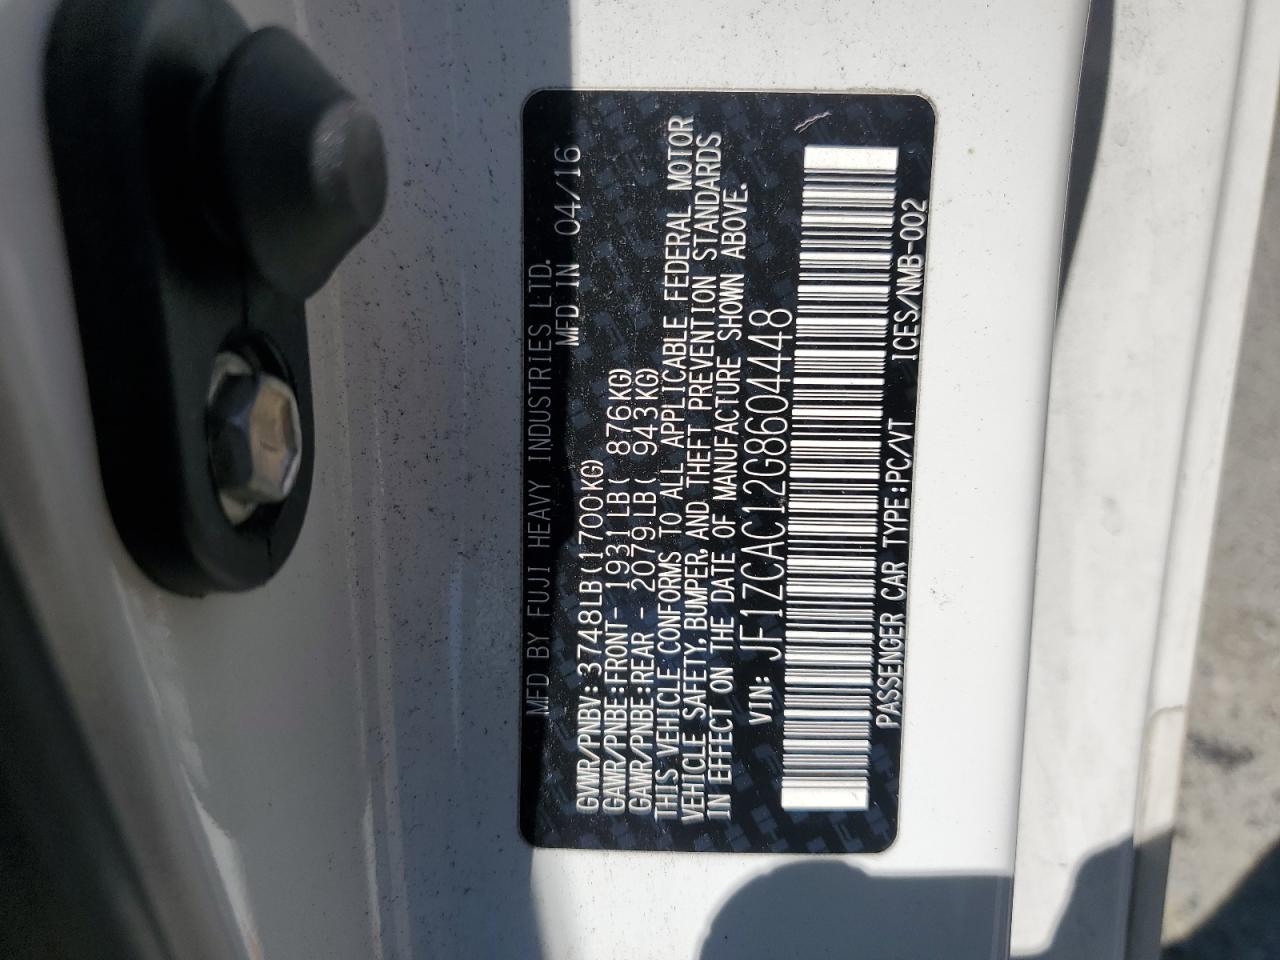 MFD BY FUJI HEAVY INDUSTRIES LTD.
MFD IN 04/16
GVWR/PNBV: 3748LB(1700KG)
GAWR/PNBE:FRONT- 1931LB( 876KG)
GAWR/PNBE:REAR - 2079LB( 943KG)
THIS VEHICLE CONFORMS TO ALL APPLICABLE FEDERAL MOTOR
VEHICLE SAFETY, BUMPER, AND THEFT PREVENTION STANDARDS
IN EFFECT ON THE DATE OF MANUFACTURE SHOWN ABOVE.
VIN: JF1ZCAC12G8604448
PASSENGER CAR TYPE:PC/VT ICES/NMB-002